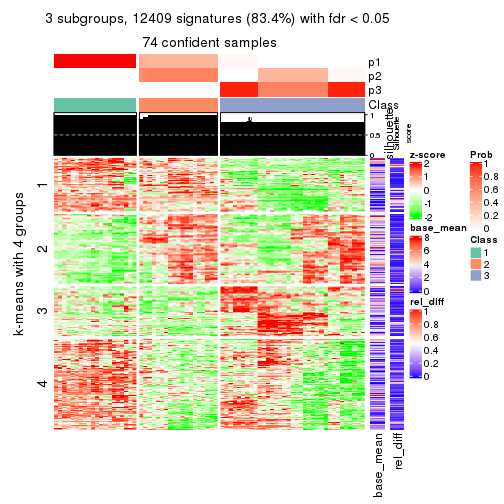 3 subgroups, 12409 signatures (83.4%) with fdr < 0.05
74 confident samples
p1
p2
p3
Class
1
0.5
0
silhouette
Silhouette
score
k-means with 4 groups
1
2
3
4
base_mean
rel_diff
z-score
2
1
0
-1
-2
base_mean
8
6
4
2
0
rel_diff
1
0.8
0.6
0.4
0.2
0
Prob
1
0.8
0.6
0.4
0.2
0
Class
1
2
3